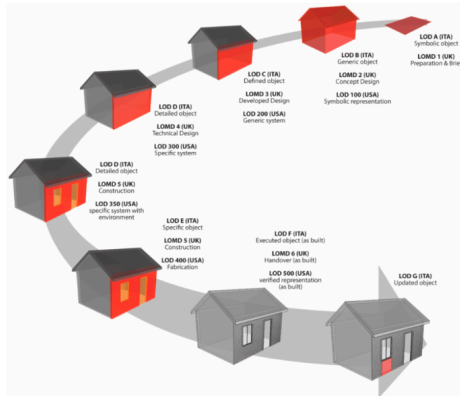 LOD A (ITA)
Symbolic object
LOMD 1 (UK)
Preparation & Brie
LOD B (ITA)
Generic object
LOMD 2 (UK)
Concept Design
LOD 100 (USA)
Symbolic representation
LOD C (ITA)
Defined object
LOMD 3 (UK)
Developed Design
LOD 200 (USA)
Generic system
LOD D (ITA)
Detailed object
LOMD 4 (UK)
Technical Design
LOD 300 (USA)
Specific system
LOD D (ITA)
Detailed object
LOMD 5 (UK)
Construction
LOD 350 (USA)
specific system with
environment
LOD E (ITA)
Specific object
LOMD 5 (UK)
Construction
LOD 400 (USA)
Fabrication
LOD F (ITA)
Executed object (as built)
LOMD 6 (UK)
Handover (as built)
LOD 500 (USA)
verified representation
(as built)
LOD G (ITA)
Updated object